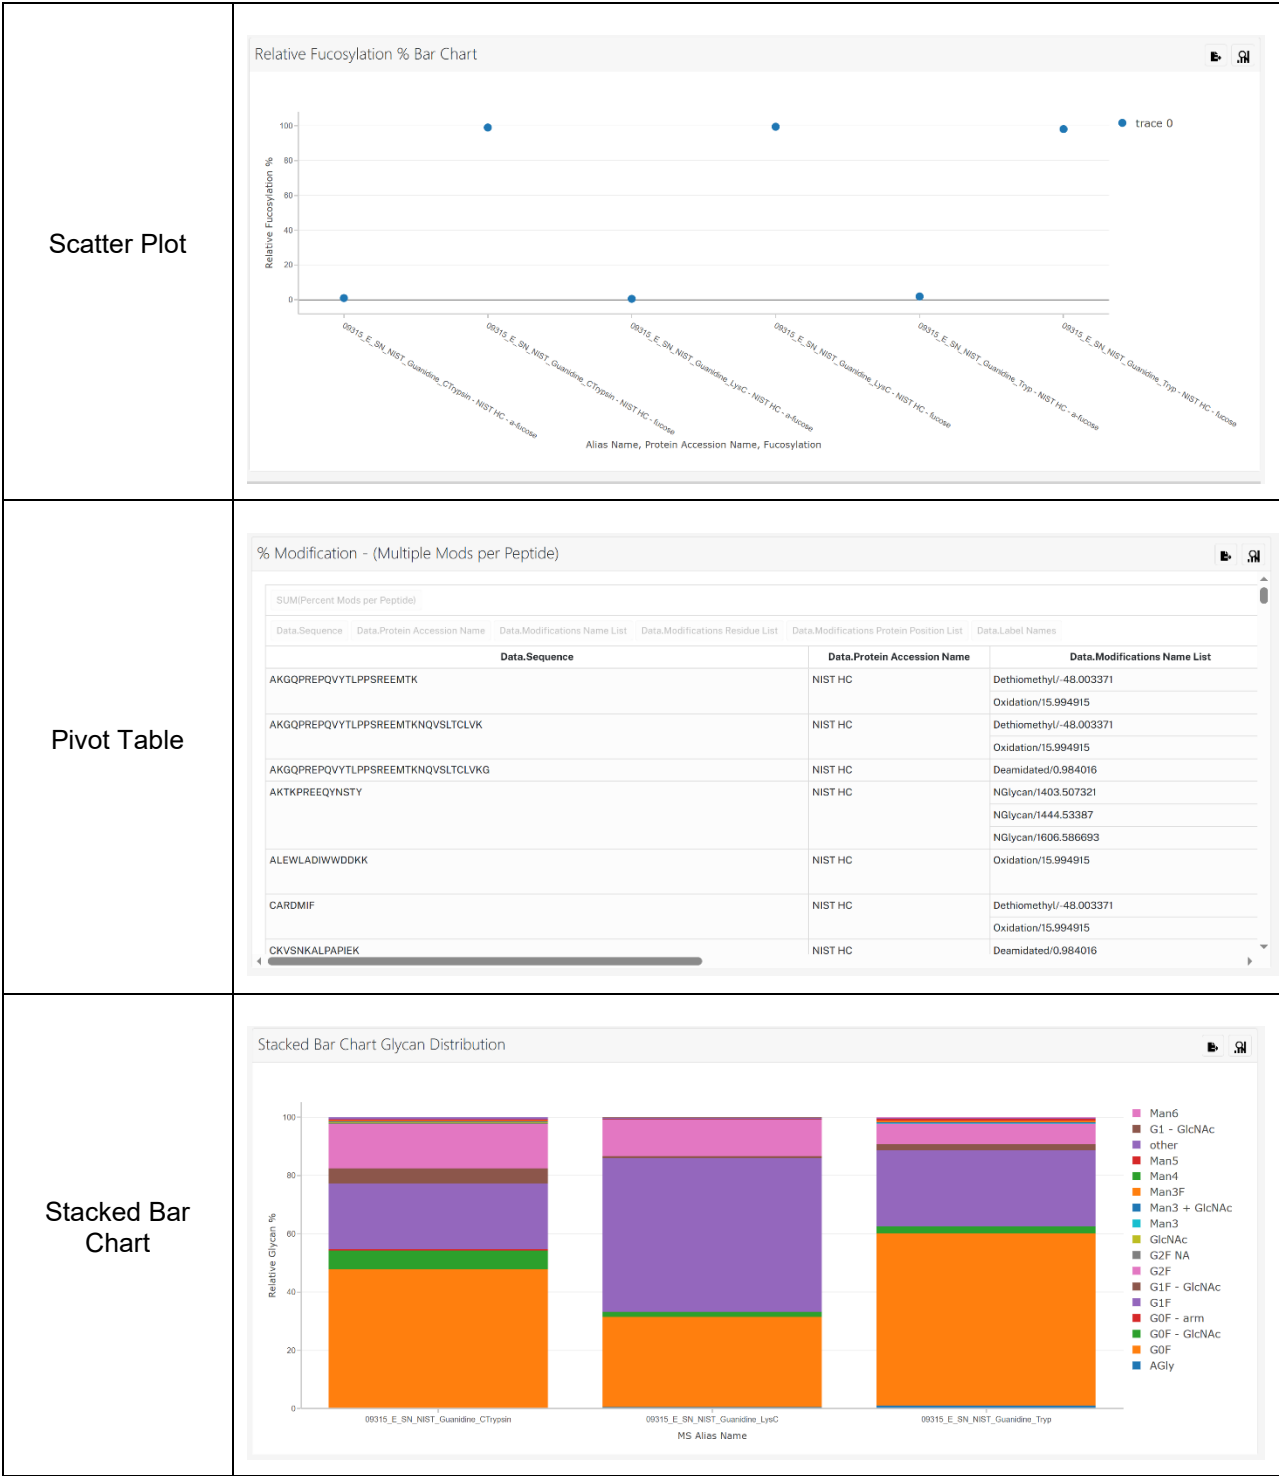 Scatter Plot
Relative Fucosylation % Bar Chart
100
80
60
40
20
0
Relative Fucosylation %
trace 0
09315_E_SN_NIST_Guanidine_CTrypsin - NIST HC - a-fucose
09315_E_SN_NIST_Guanidine_CTrypsin - NIST HC - fucose
09315_E_SN_NIST_Guanidine_LysC - NIST HC - a-fucose
09315_E_SN_NIST_Guanidine_LysC - NIST HC - fucose
09315_E_SN_NIST_Guanidine_Tryp - NIST HC - a-fucose
09315_E_SN_NIST_Guanidine_Tryp - NIST HC - fucose
Alias Name, Protein Accession Name, Fucosylation
Pivot Table
% Modification - (Multiple Mods per Peptide)
SUM(Percent Mods per Peptide)
Data.Sequence Data.Protein Accession Name Data.Modifications Name List Data.Modifications Residue List Data.Modifications Protein Position List Data.Label Names
Data.Sequence Data.Protein Accession Name Data.Modifications Name List
AKGQPREPQVYTLPPSREEMTK NIST HC Dethiomethyl/-48.003371
Oxidation/15.994915
AKGQPREPQVYTLPPSREEMTKNQVSLTCLVK NIST HC Dethiomethyl/-48.003371
Oxidation/15.994915
AKGQPREPQVYTLPPSREEMTKNQVSLTCLVKG NIST HC Deamidated/0.984016
AKTKPREEQYNSTY NIST HC NGlycan/1403.507321
NGlycan/1444.53387
NGlycan/1606.586693
ALEWLADIWWDDKK NIST HC Oxidation/15.994915
CARDMIF NIST HC Dethiomethyl/-48.003371
Oxidation/15.994915
CKVSNKALPAPIEK NIST HC Deamidated/0.984016
Stacked Bar
Chart
Stacked Bar Chart Glycan Distribution
100
80
60
40
20
0
Relative Glycan %
09315_E_SN_NIST_Guanidine_CTrypsin
09315_E_SN_NIST_Guanidine_LysC
09315_E_SN_NIST_Guanidine_Tryp
MS Alias Name
Man6
G1 - GlcNAc
other
Man5
Man4
Man3F
Man3 + GlcNAc
Man3
GlcNAc
G2F NA
G2F
G1F - GlcNAc
G1F
G0F - arm
G0F - GlcNAc
G0F
AGly